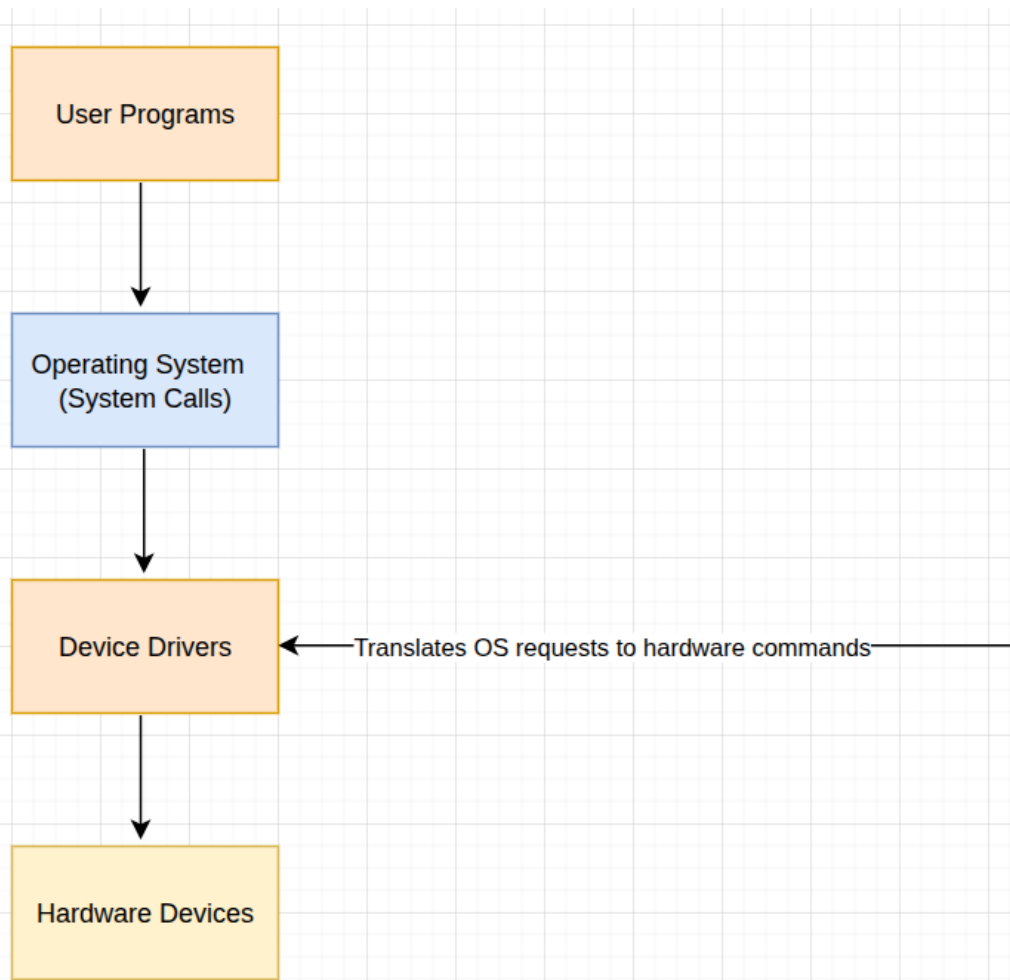 User Programs
Operating System
(System Calls)
Device Drivers
Translates OS requests to hardware commands
Hardware Devices